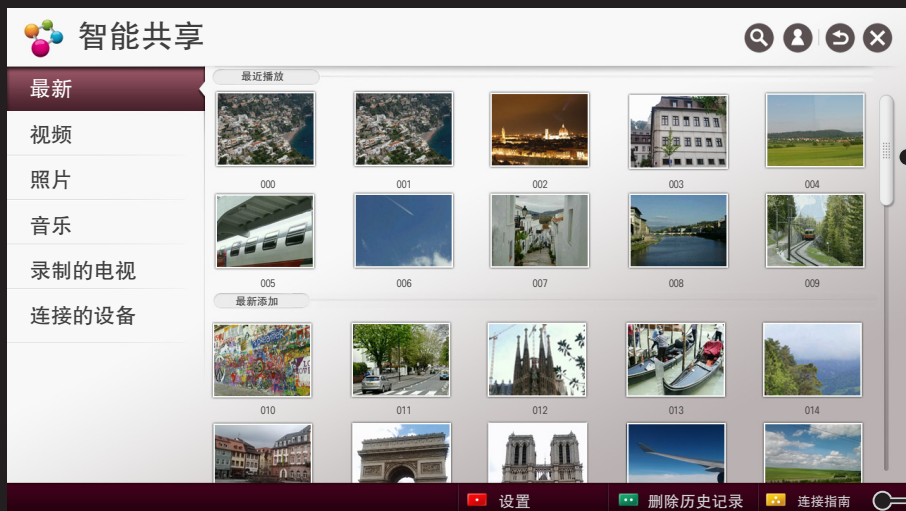 智能共享
最新
视频
照片
音乐
录制的电视
连接的设备
最近播放
000 001 002 003 004
005 006 007 008 009
最新添加
010 011 012 013 014
设置 删除历史记录 连接指南